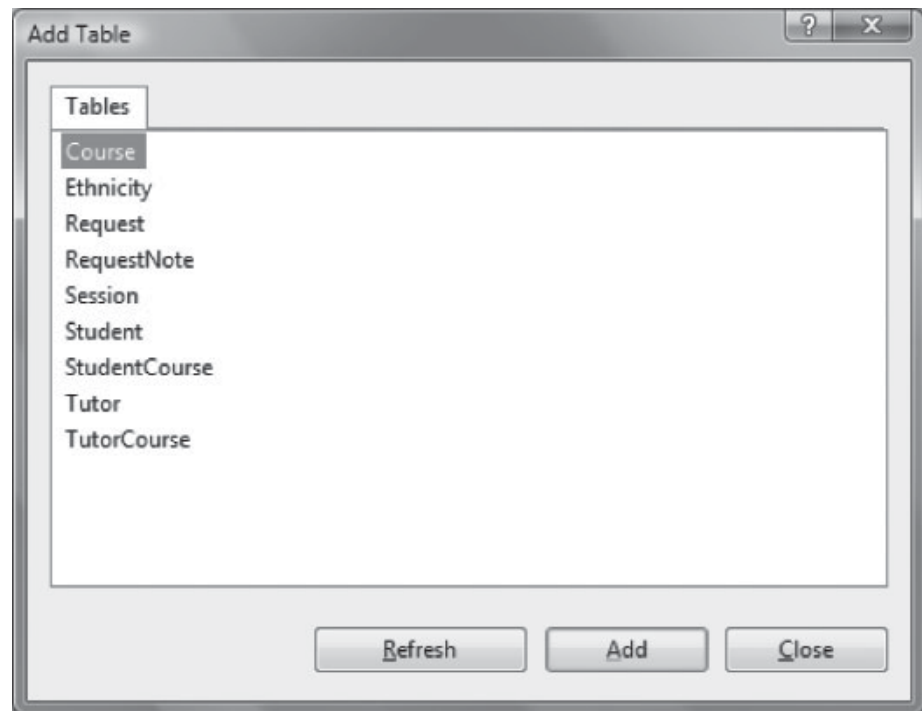 Add Table
?
Tables
Course
Ethnicity
Request
RequestNote
Session
Student
StudentCourse
Tutor
TutorCourse
Refresh Add Close